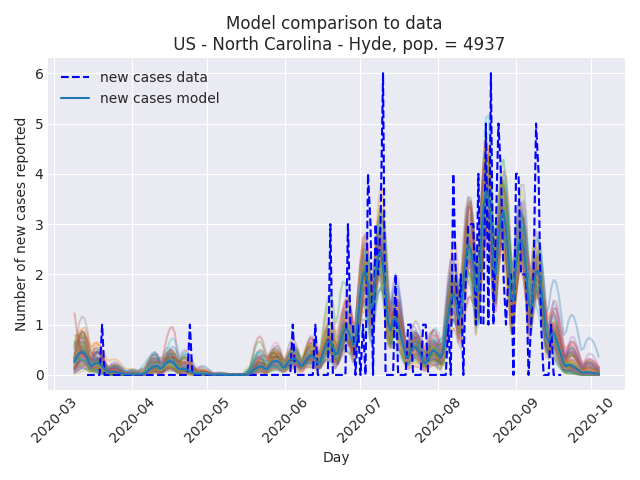 Model comparison to data
US - North Carolina - Hyde, pop. = 4937
new cases data
new cases model
Number of new cases reported
6
5
4
3
2
1
0
2020-03
2020-04
2020-05
2020-06
2020-07
2020-08
2020-09
2020-10
Day